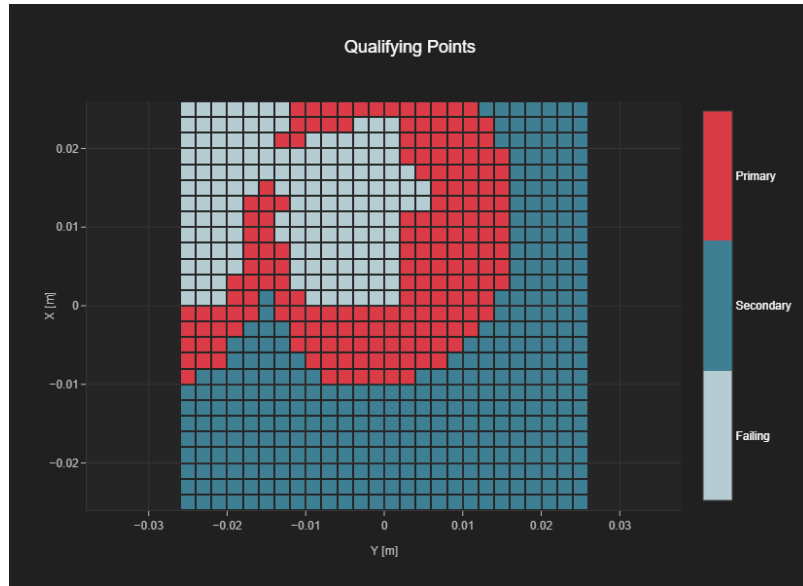 Qualifying Points
0.02
0.01
0
−0.01
−0.02
X [m]
−0.03
−0.02
−0.01
0
0.01
0.02
0.03
Y [m]
Primary
Secondary
Failing